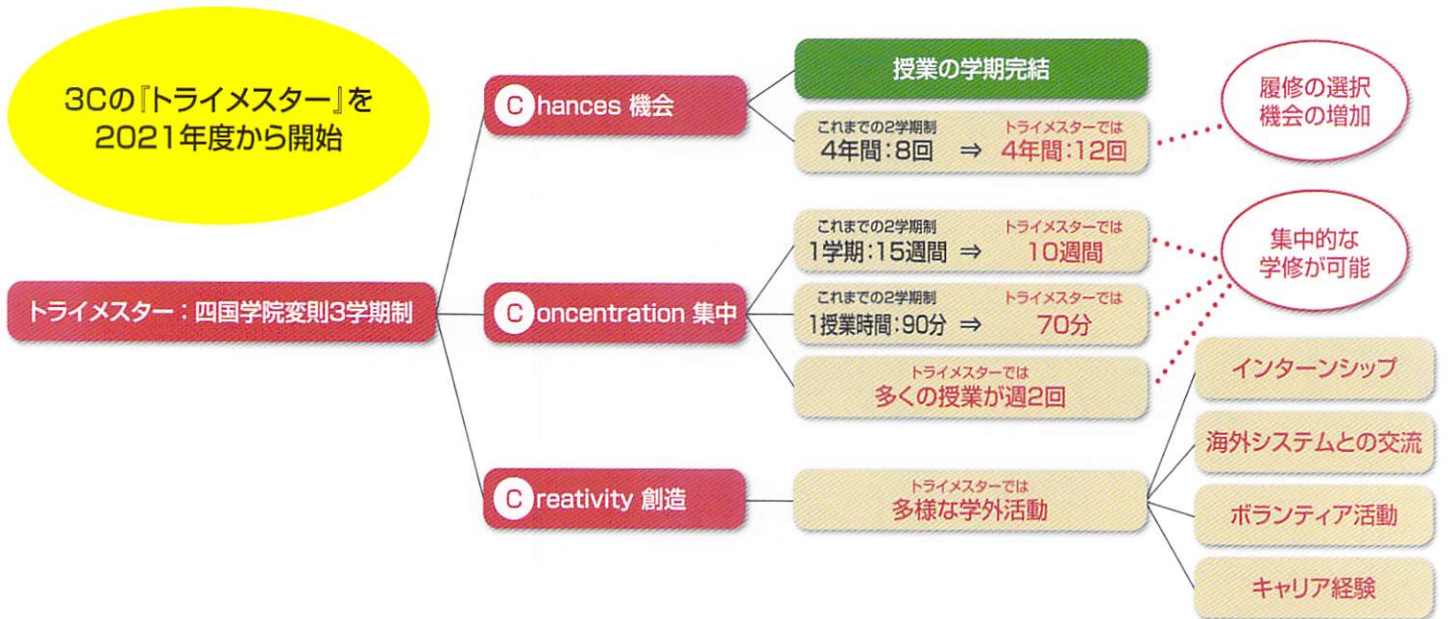 3Cの『トライメスター』を
2021年度から開始
トライメスター：四国学院変則3学期制
Chances 機会
授業の学期完結
これまでの2学期制 トライメスターでは
4年間：8回 ⇒ 4年間：12回
履修の選択
機会の増加
Concentration 集中
これまでの2学期制 トライメスターでは
1学期：15週間 ⇒ 10週間
これまでの2学期制 トライメスターでは
1授業時間：90分 ⇒ 70分
トライメスターでは
多くの授業が週2回
集中的な
学修が可能
Creativity 創造
トライメスターでは
多様な学外活動
インターンシップ
海外システムとの交流
ボランティア活動
キャリア経験